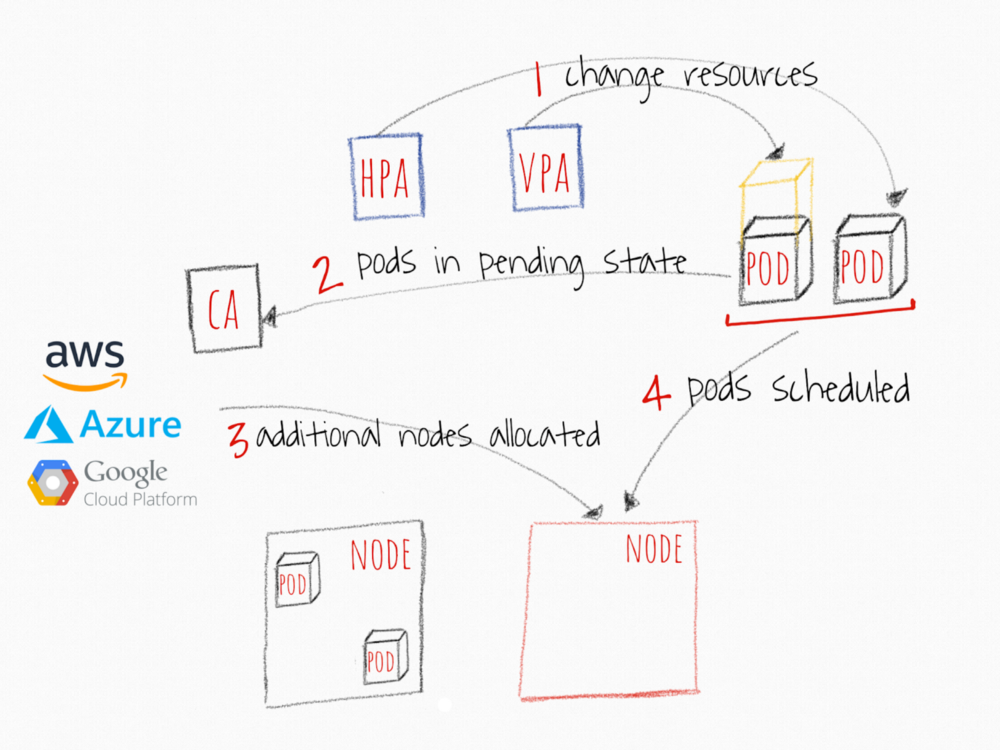 1 change resources
HPA
VPA
POD
POD
2 pods in pending state
CA
aws
Azure
Google
Cloud Platform
3 additional nodes allocated
4 pods scheduled
NODE
POD
POD
NODE